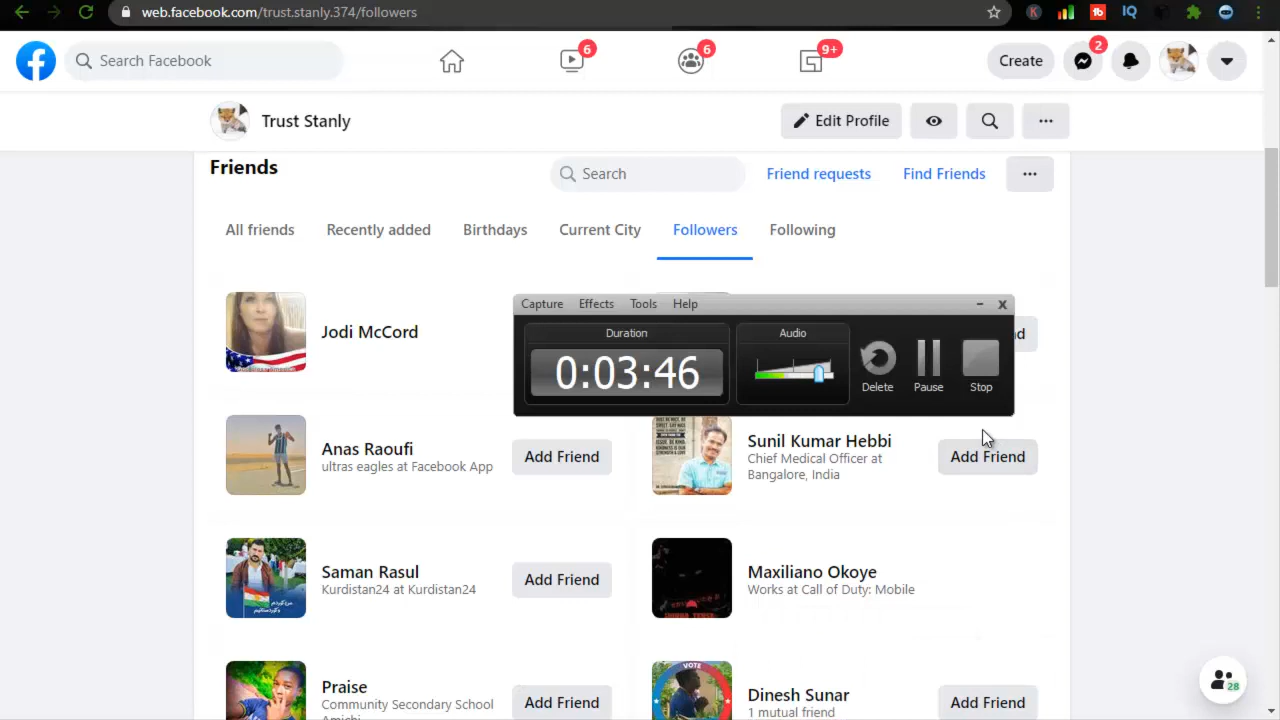 web.facebook.com/trust.stanly.374/followers
Search Facebook
6
6
9+
Create
2
Trust Stanly
Edit Profile
Friends
Search
Friend requests
Find Friends
All friends
Recently added
Birthdays
Current City
Followers
Following
Jodi McCord
Capture Effects Tools Help
Duration
Audio
0:03:46
Delete
Pause
Stop
Anas Raoufi
ultras eagles at Facebook App
Add Friend
Sunil Kumar Hebbi
Chief Medical Officer at
Bangalore, India
Add Friend
Saman Rasul
Kurdistan24 at Kurdistan24
Add Friend
Maxiliano Okoye
Works at Call of Duty: Mobile
Praise
Community Secondary School
Amichi
Add Friend
VOTE
Dinesh Sunar
1 mutual friend
Add Friend
28